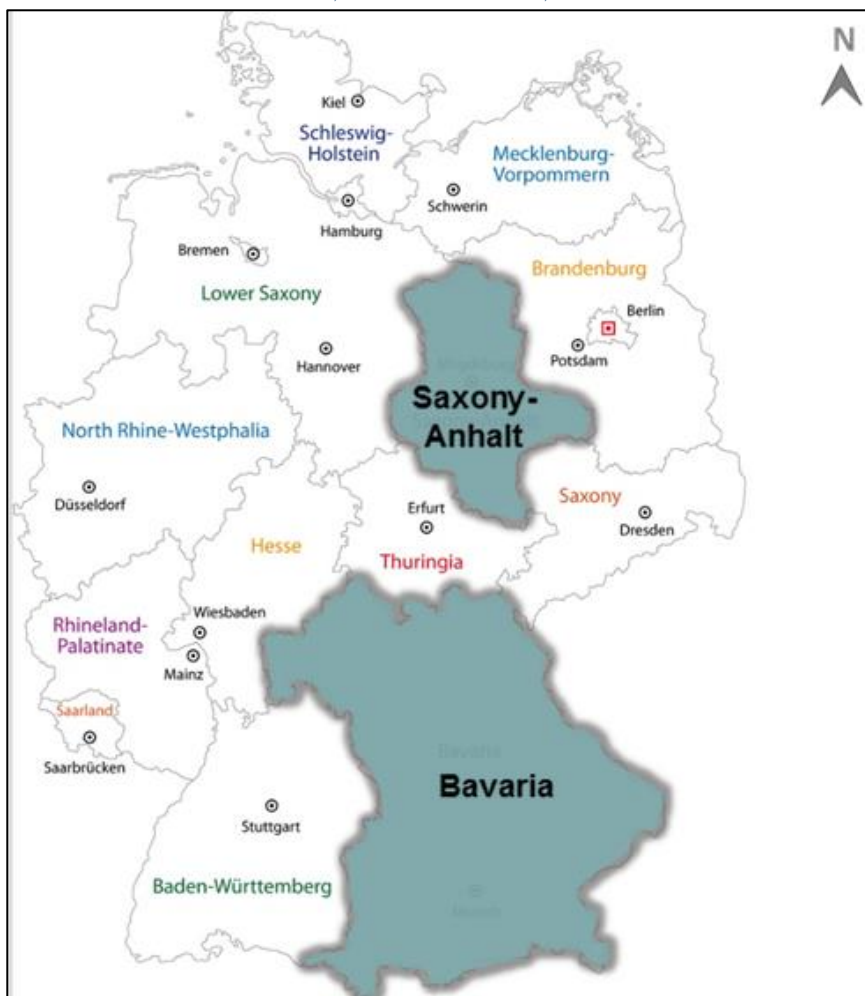 N
Kiel
Schleswig-
Holstein
Mecklenburg-
Vorpommern
Schwerin
Hamburg
Bremen
Lower Saxony
Brandenburg
Berlin
Hannover
Potsdam
Saxony-
Anhalt
North Rhine-Westphalia
Düsseldorf
Erfurt
Saxony
Dresden
Hesse
Thuringia
Wiesbaden
Rhineland-
Palatinate
Mainz
Saarland
Saarbrücken
Bavaria
Bavaria
Stuttgart
Baden-Württemberg